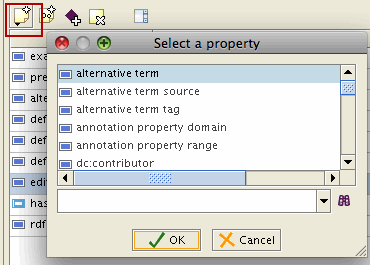 Select a property
exa
pre
alte
def
def
def
edit
has
rdf
alternative term
alternative term source
alternative term tag
annotation property domain
annotation property range
dc:contributor
OK
Cancel